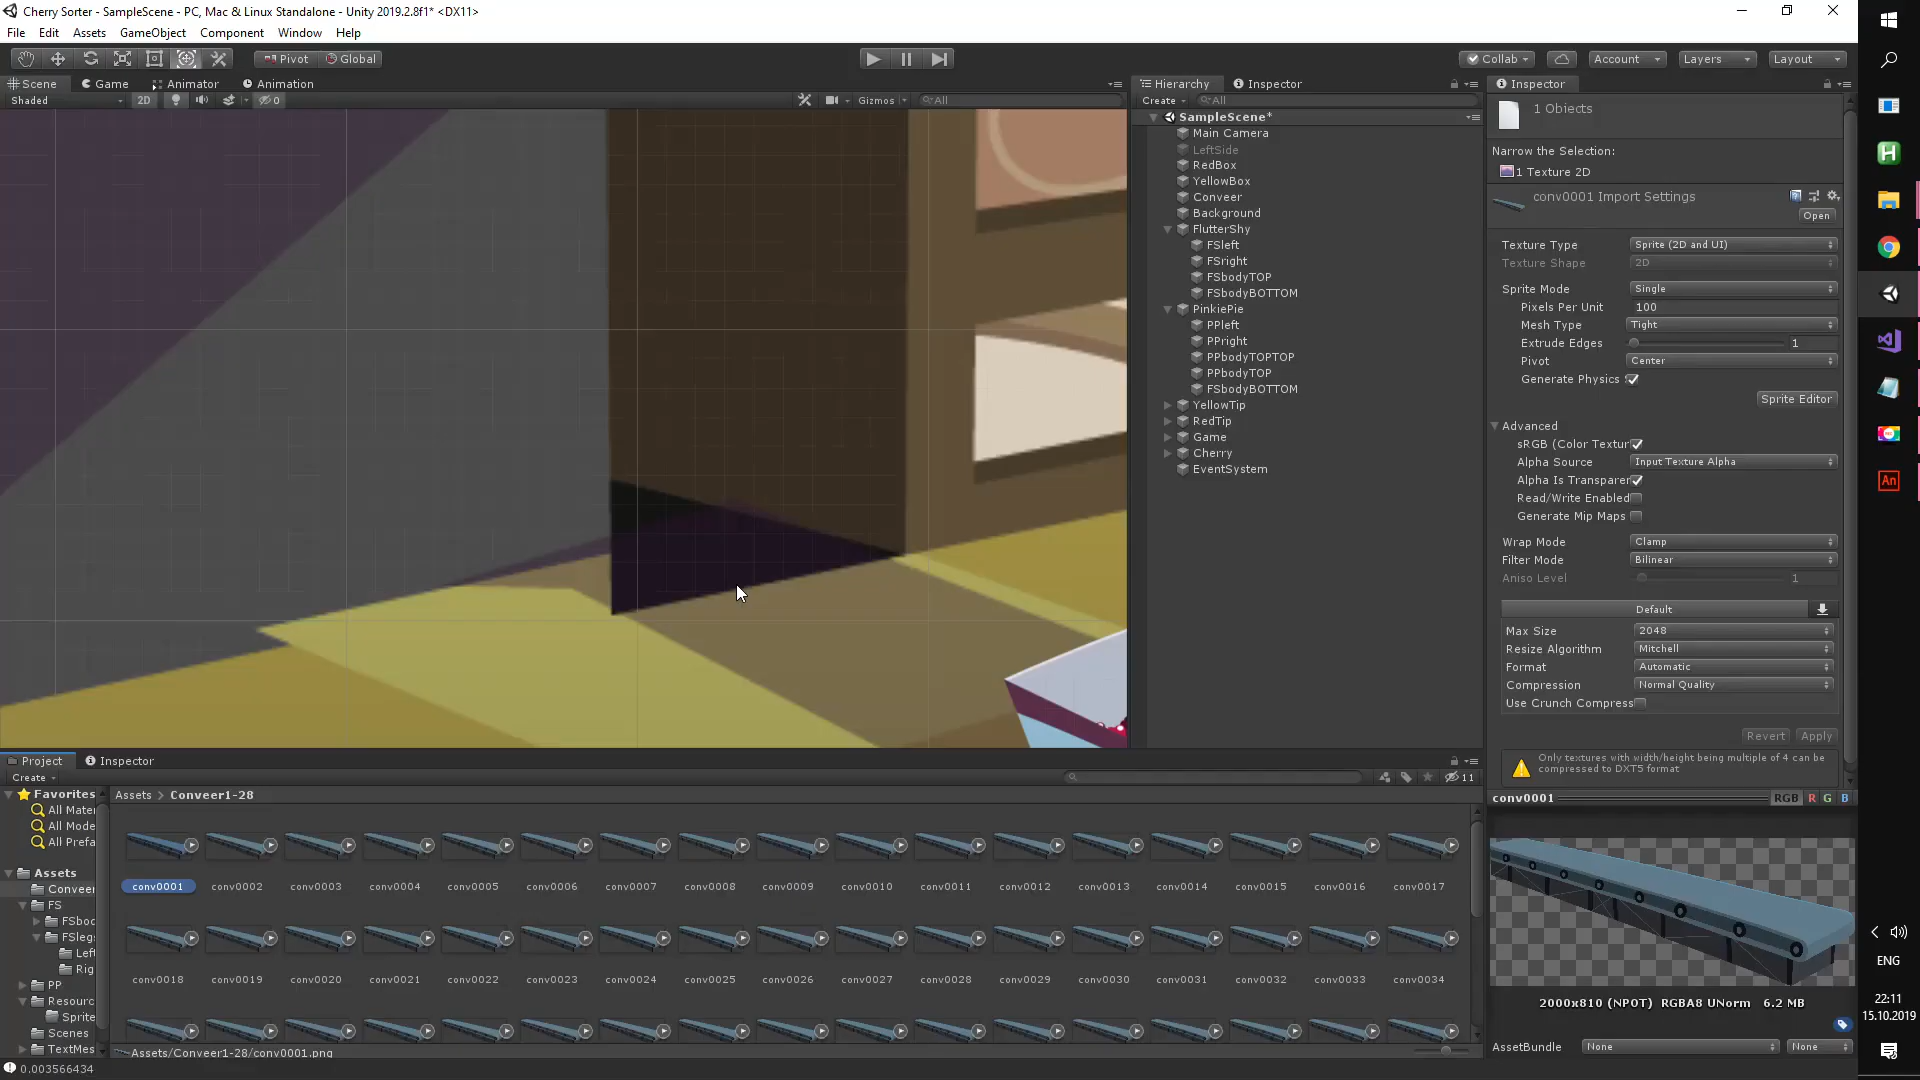 Cherry Sorter - SampleScene - PC, Mac & Linux Standalone - Unity 2019.2.8f1* <DX11>
File Edit Assets GameObject Component Window Help
Pivot Global Collab Account Layers Layout
Scene Game Animator Animation Hierarchy Inspector Inspector
Shaded 2D 0 Gizmos All Create All
1 Objects
SampleScene*
Main Camera
LeftSide
RedBox
YellowBox
Conveer
Background
FlutterShy
FSleft
FSright
FSbodyTOP
FSbodyBOTTOM
PinkiePie
PPleft
PPright
PPbodyTOPTOP
PPbodyTOP
FSbodyBOTTOM
YellowTip
RedTip
Game
Cherry
EventSystem
Narrow the Selection:
1 Texture 2D
conv0001 Import Settings
Open
Texture Type Sprite (2D and UI)
Texture Shape 2D
Sprite Mode Single
Pixels Per Unit 100
Mesh Type Tight
Extrude Edges 1
Pivot Center
Generate Physics
Sprite Editor
Advanced
sRGB (Color Textur
Alpha Source Input Texture Alpha
Alpha Is Transparen
Read/Write Enabled
Generate Mip Maps
Wrap Mode Clamp
Filter Mode Bilinear
Aniso Level 1
Default
Max Size 2048
Resize Algorithm Mitchell
Format Automatic
Compression Normal Quality
Use Crunch Compress
Revert Apply
Only textures with width/height being multiple of 4 can be
compressed to DXT5 format
conv0001 RGB R G B
2000x810 (NPOT) RGBA8 UNorm 6.2 MB
AssetBundle None None
Project Inspector
Create 11
Favorites
All Mater
All Mode
All Prefa
Assets
Conveer
FS
FSbod
FSlegs
Left
Rig
PP
Resourc
Sprite
Scenes
TextMes
Assets > Conveer1-28
conv0001 conv0002 conv0003 conv0004 conv0005 conv0006 conv0007 conv0008 conv0009 conv0010 conv0011 conv0012 conv0013 conv0014 conv0015 conv0016 conv0017
conv0018 conv0019 conv0020 conv0021 conv0022 conv0023 conv0024 conv0025 conv0026 conv0027 conv0028 conv0029 conv0030 conv0031 conv0032 conv0033 conv0034
Assets/Conveer1-28/conv0001.png
0.003566434
H
An
ENG
22:11
15.10.2019